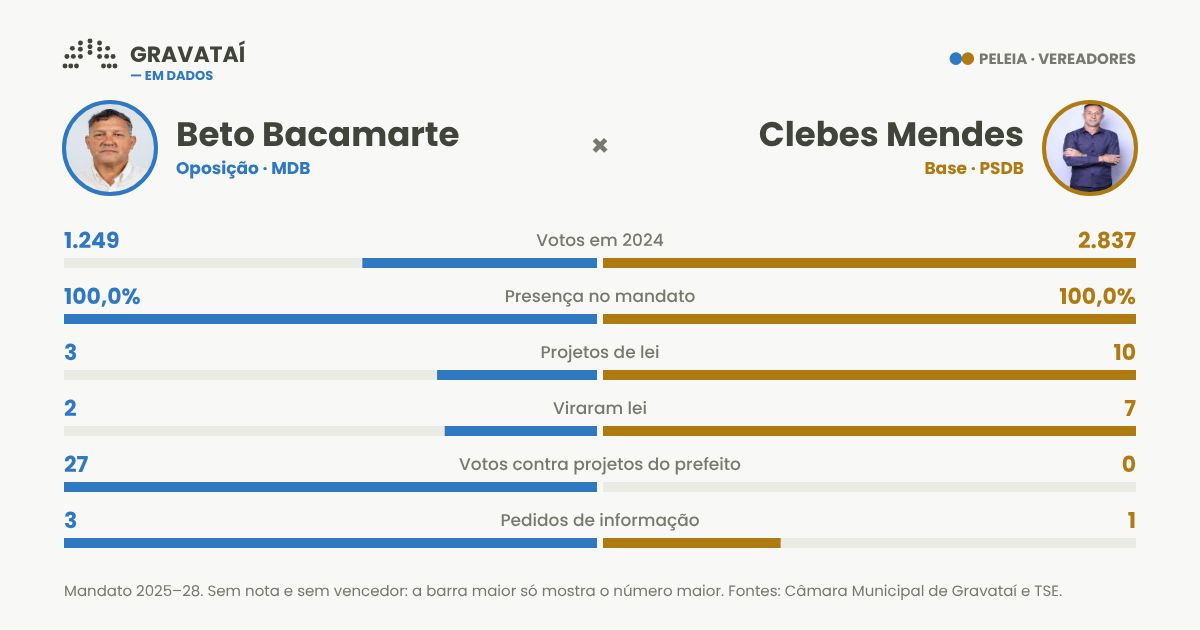 GRAVATAÍ
— EM DADOS
PELEIA · VEREADORES
Beto Bacamarte
Oposição · MDB
×
Clebes Mendes
Base · PSDB
1.249 Votos em 2024 2.837
100,0% Presença no mandato 100,0%
3 Projetos de lei 10
2 Viraram lei 7
27 Votos contra projetos do prefeito 0
3 Pedidos de informação 1
Mandato 2025–28. Sem nota e sem vencedor: a barra maior só mostra o número maior. Fontes: Câmara Municipal de Gravataí e TSE.